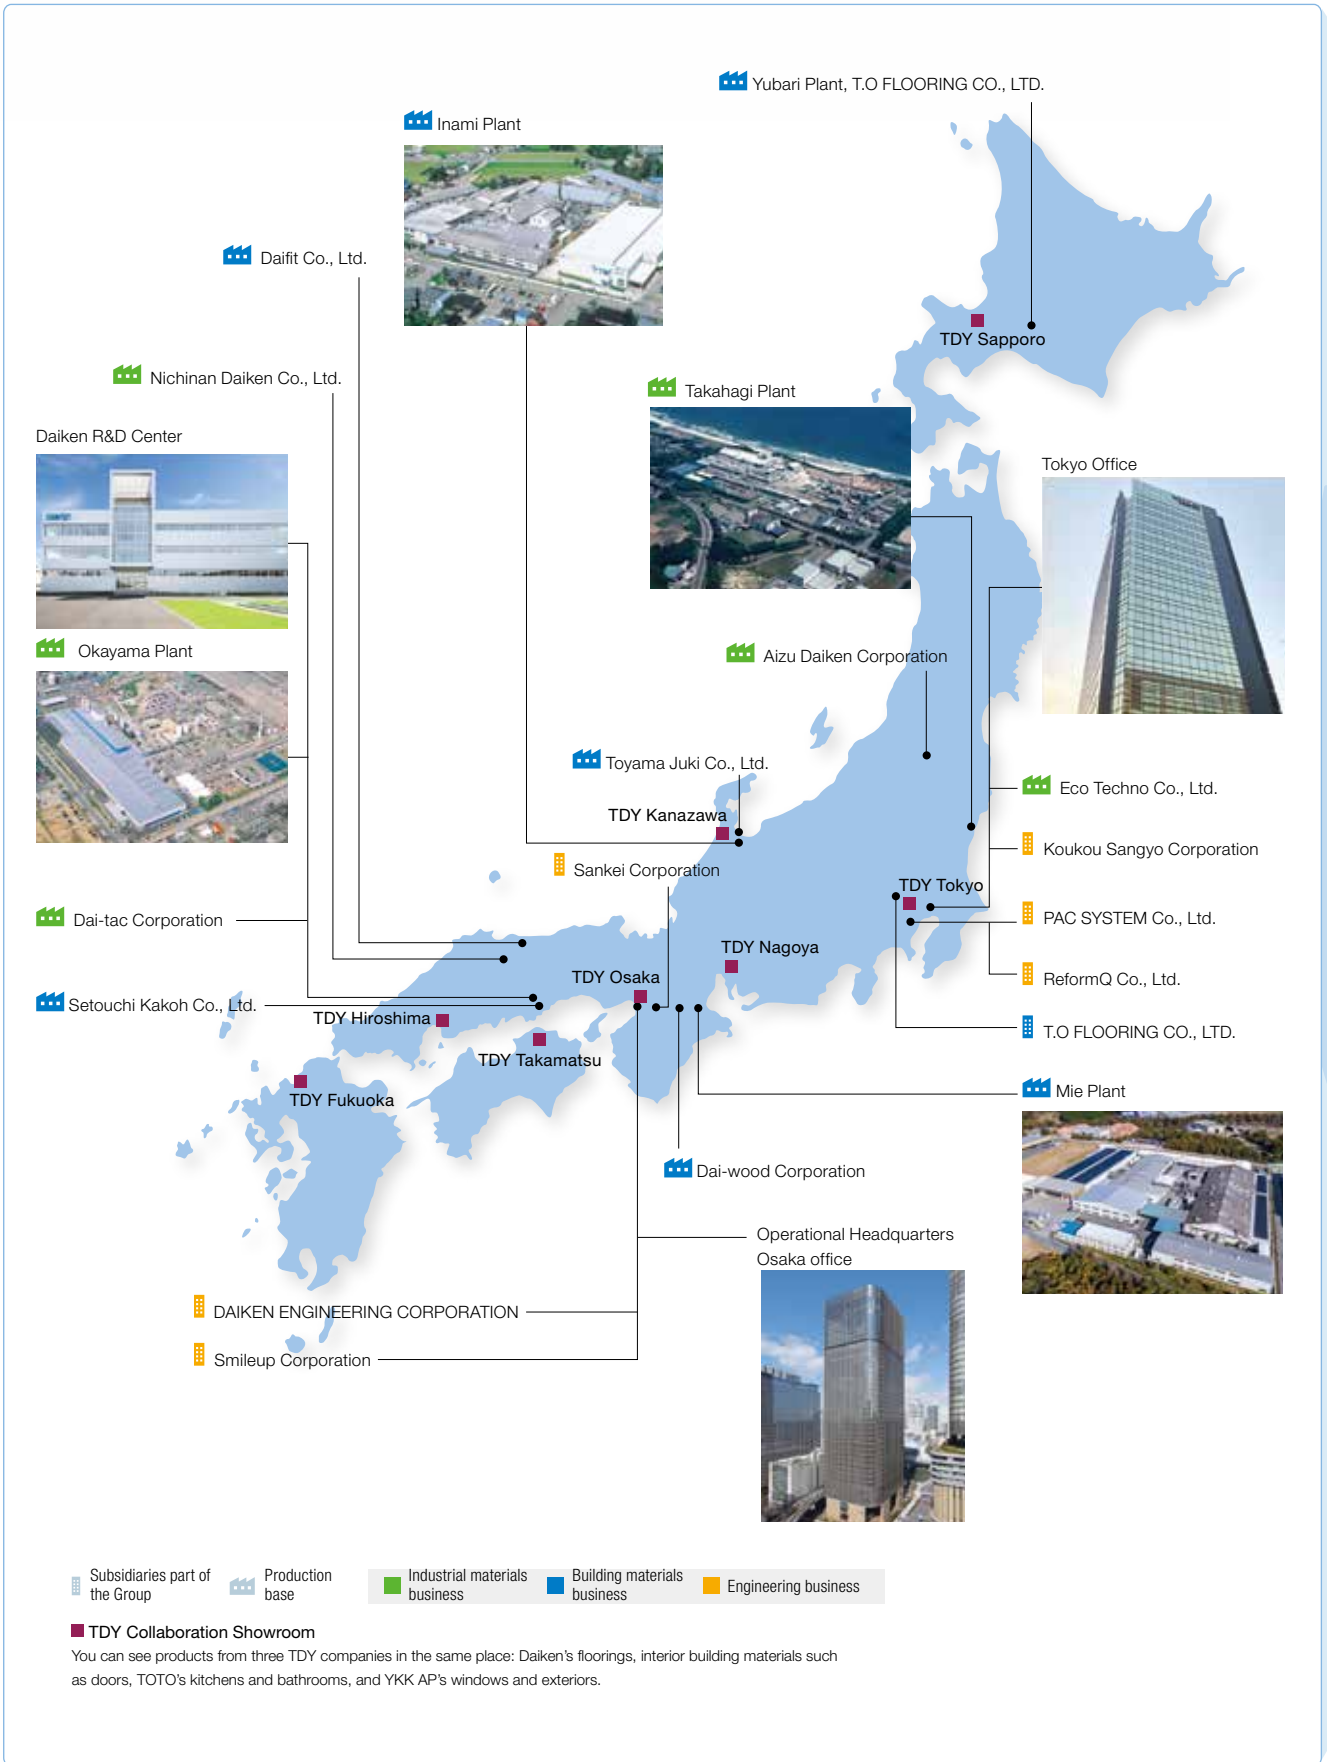 Yubari Plant, T.O FLOORING CO., LTD.
Inami Plant
Daifit Co., Ltd.
TDY Sapporo
Nichinan Daiken Co., Ltd.
Takahagi Plant
Daiken R&D Center
Tokyo Office
Okayama Plant
Aizu Daiken Corporation
Toyama Juki Co., Ltd.
Eco Techno Co., Ltd.
TDY Kanazawa
Koukou Sangyo Corporation
Sankei Corporation
TDY Tokyo
Dai-tac Corporation
PAC SYSTEM Co., Ltd.
TDY Nagoya
TDY Osaka
ReformQ Co., Ltd.
Setouchi Kakoh Co., Ltd.
TDY Hiroshima
T.O FLOORING CO., LTD.
TDY Takamatsu
TDY Fukuoka
Mie Plant
Dai-wood Corporation
Operational Headquarters
Osaka office
DAIKEN ENGINEERING CORPORATION
Smileup Corporation
Subsidiaries part of
the Group
Production
base
Industrial materials
business
Building materials
business
Engineering business
TDY Collaboration Showroom
You can see products from three TDY companies in the same place: Daiken's floorings, interior building materials such
as doors, TOTO's kitchens and bathrooms, and YKK AP's windows and exteriors.